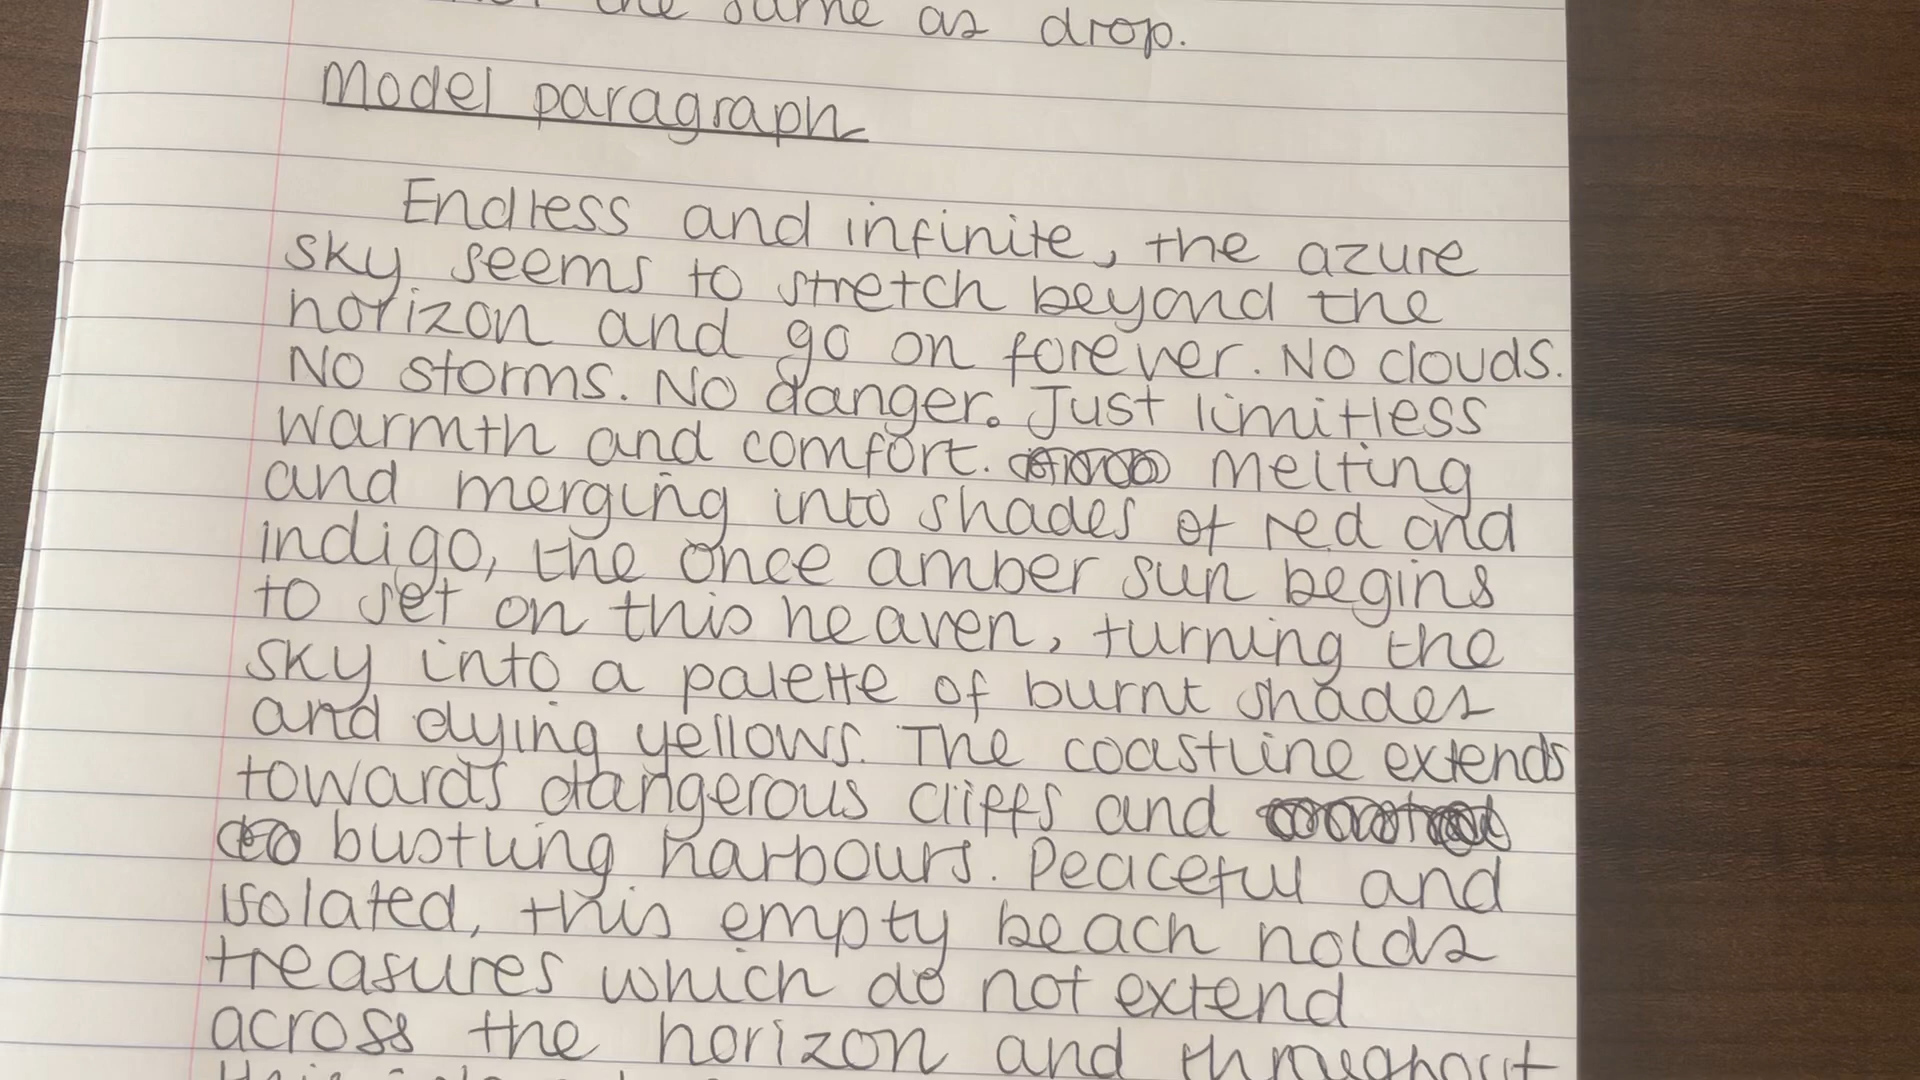 the same as drop.
Model paragraph
Endless and infinite, the azure
sky seems to stretch beyond the
horizon and go on forever. No clouds.
No storms. No danger. Just limitless
warmth and comfort. Melting
and merging into shades of red and
indigo, the once amber sun begins
to set on this heaven, turning the
sky into a palette of burnt shades
and dying yellows. The coastline extends
towards dangerous cliffs and
bustling harbours. Peaceful and
isolated, this empty beach holds
treasures which do not extend
across the horizon and throughout